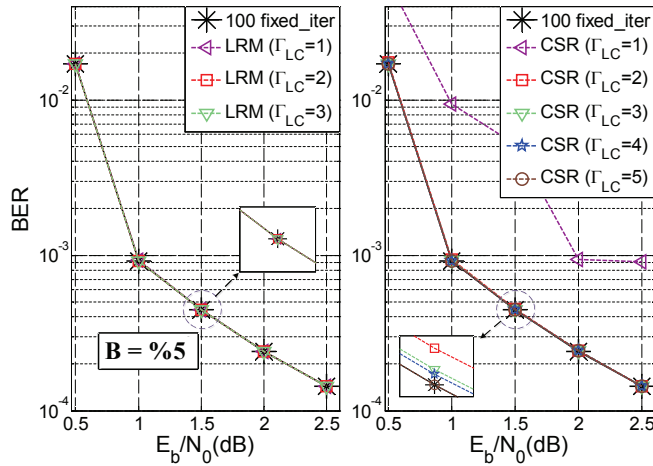 100 fixed_iter
LRM (Γ_LC=1)
LRM (Γ_LC=2)
LRM (Γ_LC=3)
100 fixed_iter
CSR (Γ_LC=1)
CSR (Γ_LC=2)
CSR (Γ_LC=3)
CSR (Γ_LC=4)
CSR (Γ_LC=5)
BER
10^-2
10^-3
10^-4
B = %5
0.5 1 1.5 2 2.5
E_b/N_0(dB)
10^-2
10^-3
10^-4
0.5 1 1.5 2 2.5
E_b/N_0(dB)